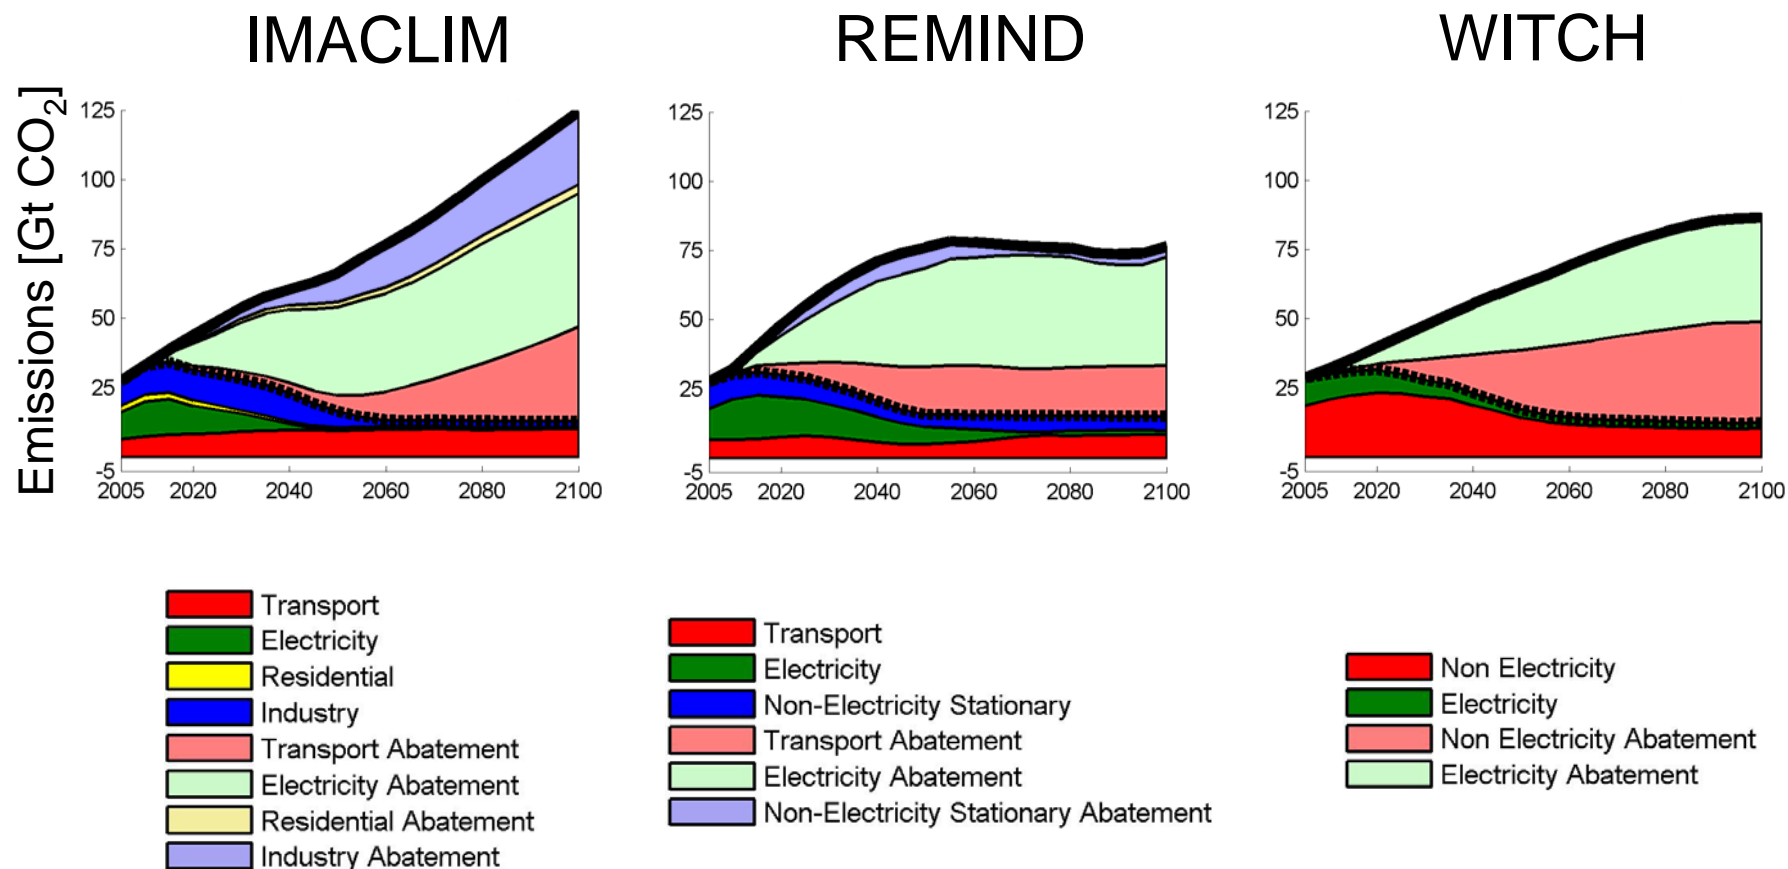 IMACLIM
REMIND
WITCH
Emissions [Gt CO2]
125
100
75
50
25
-5
2005 2020 2040 2060 2080 2100
125
100
75
50
25
-5
2005 2020 2040 2060 2080 2100
125
100
75
50
25
-5
2005 2020 2040 2060 2080 2100
Transport
Electricity
Residential
Industry
Transport Abatement
Electricity Abatement
Residential Abatement
Industry Abatement
Transport
Electricity
Non-Electricity Stationary
Transport Abatement
Electricity Abatement
Non-Electricity Stationary Abatement
Non Electricity
Electricity
Non Electricity Abatement
Electricity Abatement